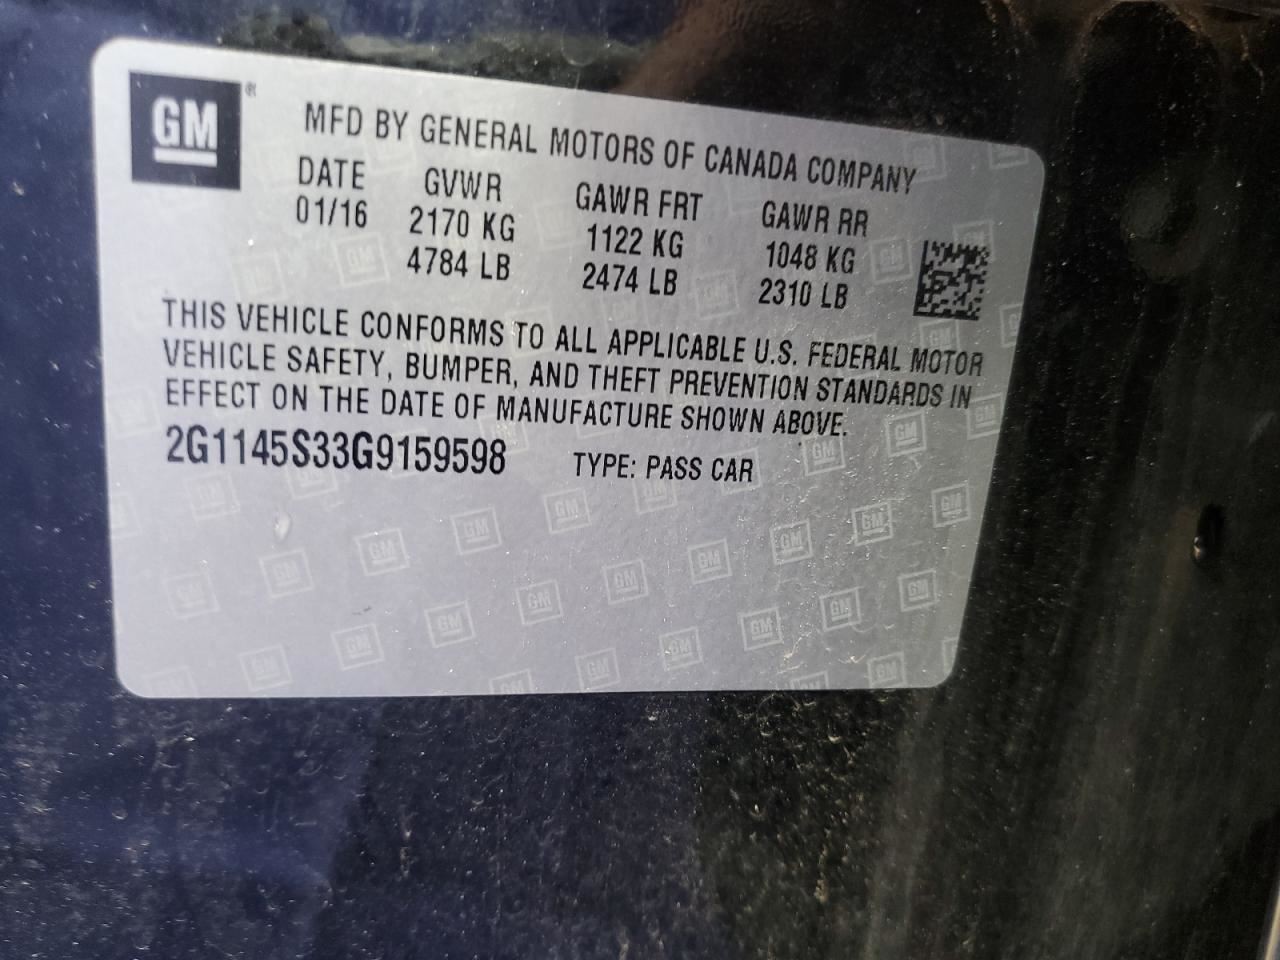 GM ®
MFD BY GENERAL MOTORS OF CANADA COMPANY
DATE GVWR GAWR FRT GAWR RR
01/16 2170 KG 1122 KG 1048 KG
4784 LB 2474 LB 2310 LB
THIS VEHICLE CONFORMS TO ALL APPLICABLE U.S. FEDERAL MOTOR
VEHICLE SAFETY, BUMPER, AND THEFT PREVENTION STANDARDS IN
EFFECT ON THE DATE OF MANUFACTURE SHOWN ABOVE.
2G1145S33G9159598 TYPE: PASS CAR